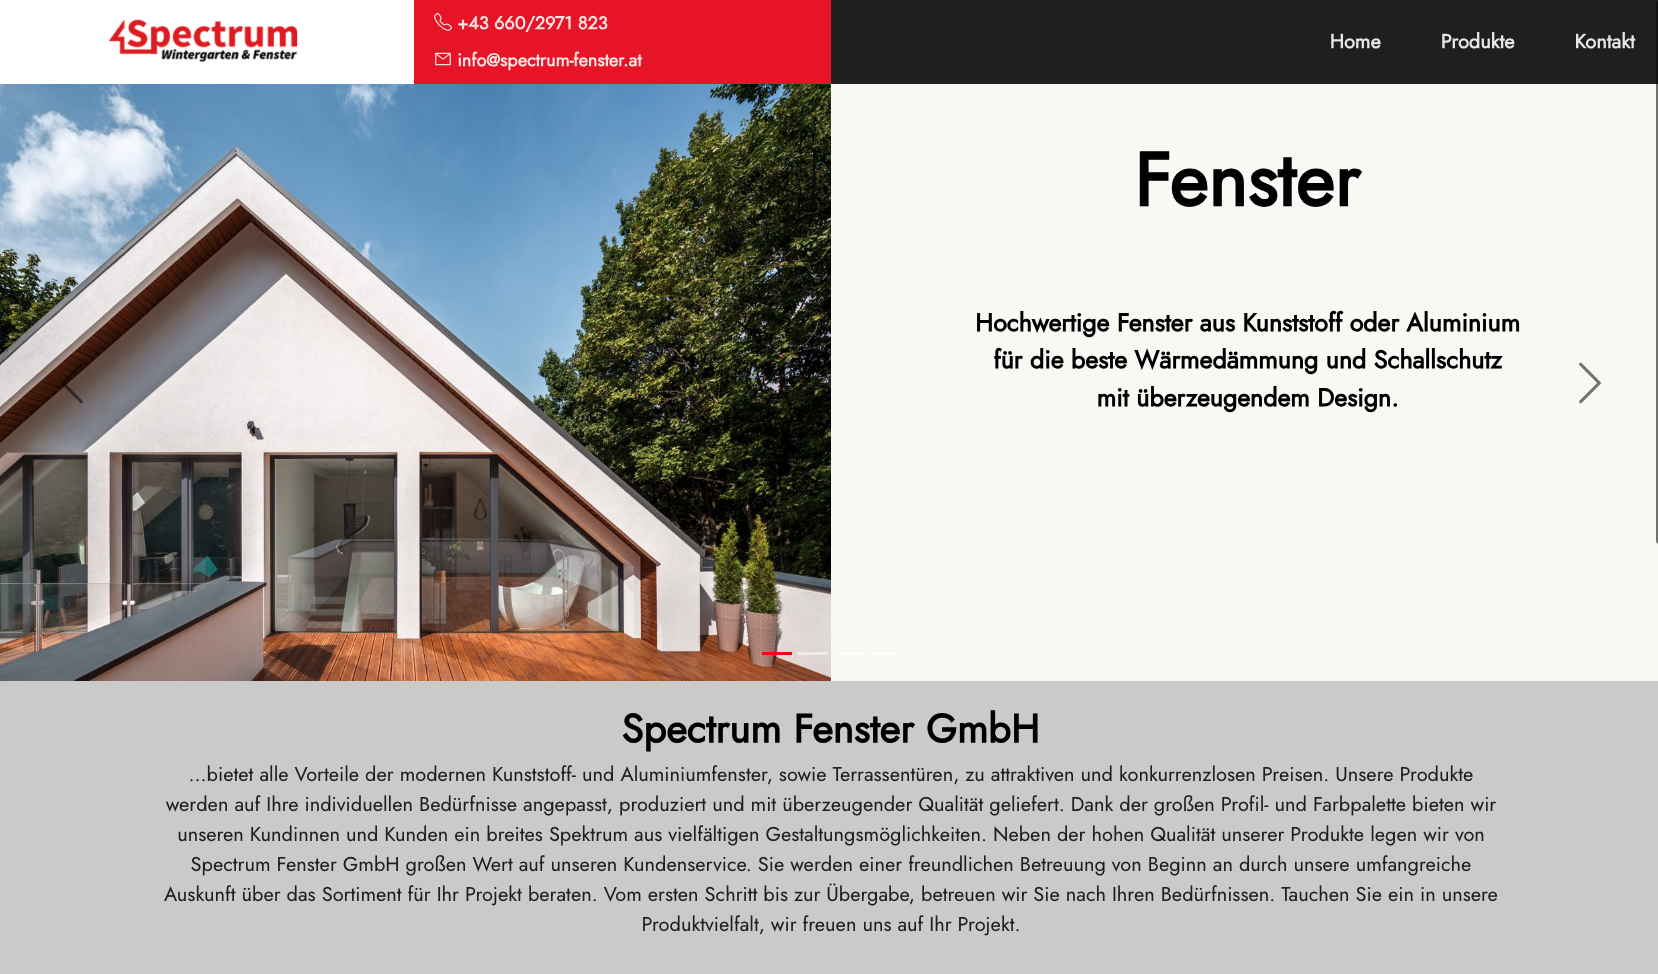 Spectrum
Wintergarten & Fenster
+43 660/2971 823
info@spectrum-fenster.at
Home
Produkte
Kontakt
Fenster
Hochwertige Fenster aus Kunststoff oder Aluminium
für die beste Wärmedämmung und Schallschutz
mit überzeugendem Design.
Spectrum Fenster GmbH
...bietet alle Vorteile der modernen Kunststoff- und Aluminiumfenster, sowie Terrassentüren, zu attraktiven und konkurrenzlosen Preisen. Unsere Produkte
werden auf Ihre individuellen Bedürfnisse angepasst, produziert und mit überzeugender Qualität geliefert. Dank der großen Profil- und Farbpalette bieten wir
unseren Kundinnen und Kunden ein breites Spektrum aus vielfältigen Gestaltungsmöglichkeiten. Neben der hohen Qualität unserer Produkte legen wir von
Spectrum Fenster GmbH großen Wert auf unseren Kundenservice. Sie werden einer freundlichen Betreuung von Beginn an durch unsere umfangreiche
Auskunft über das Sortiment für Ihr Projekt beraten. Vom ersten Schritt bis zur Übergabe, betreuen wir Sie nach Ihren Bedürfnissen. Tauchen Sie ein in unsere
Produktvielfalt, wir freuen uns auf Ihr Projekt.